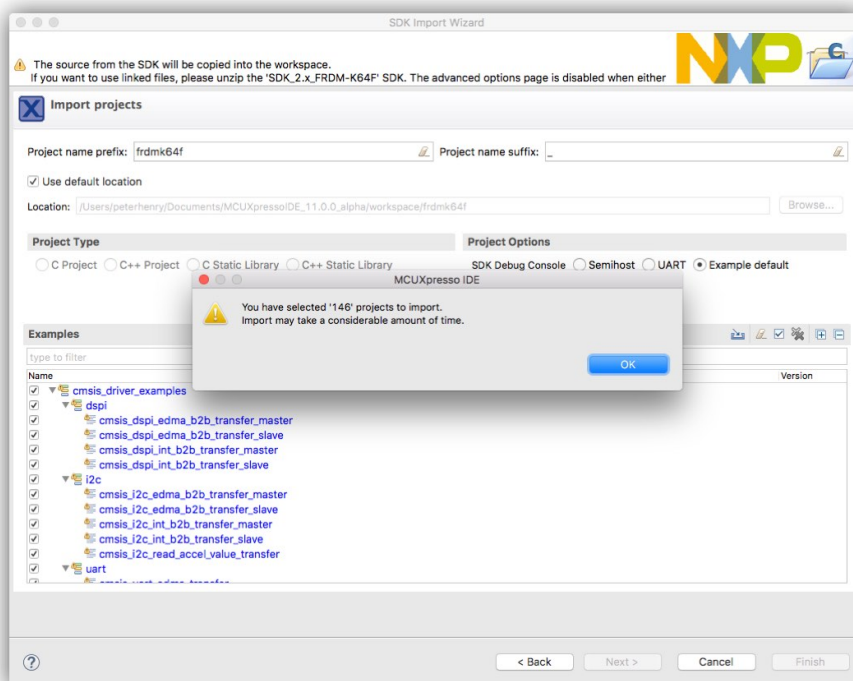 SDK Import Wizard
The source from the SDK will be copied into the workspace.
If you want to use linked files, please unzip the 'SDK_2.x_FRDM-K64F' SDK. The advanced options page is disabled when either
NXP
C
Import projects
Project name prefix: frdmk64f
Project name suffix: _
Use default location
Location: /Users/peterhenry/Documents/MCUXpressoIDE_11.0.0_alpha/workspace/frdmk64f
Browse...
Project Type
Project Options
C Project C++ Project C Static Library C++ Static Library
SDK Debug Console Semihost UART Example default
MCUXpresso IDE
You have selected '146' projects to import.
Import may take a considerable amount of time.
OK
Examples
type to filter
Name
Version
cmsis_driver_examples
dspi
cmsis_dspi_edma_b2b_transfer_master
cmsis_dspi_edma_b2b_transfer_slave
cmsis_dspi_int_b2b_transfer_master
cmsis_dspi_int_b2b_transfer_slave
i2c
cmsis_i2c_edma_b2b_transfer_master
cmsis_i2c_edma_b2b_transfer_slave
cmsis_i2c_int_b2b_transfer_master
cmsis_i2c_int_b2b_transfer_slave
cmsis_i2c_read_accel_value_transfer
uart
?
< Back
Next >
Cancel
Finish